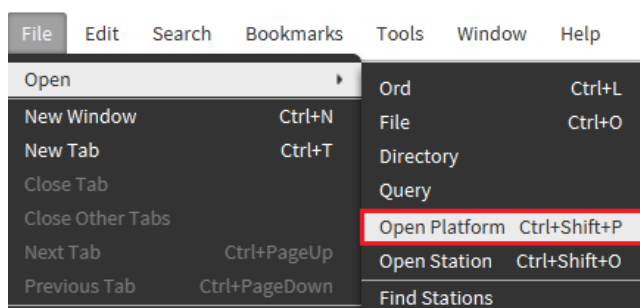 File Edit Search Bookmarks Tools Window Help
Open
New Window Ctrl+N
New Tab Ctrl+T
Close Tab
Close Other Tabs
Next Tab Ctrl+PageUp
Previous Tab Ctrl+PageDown
Ord Ctrl+L
File Ctrl+O
Directory
Query
Open Platform Ctrl+Shift+P
Open Station Ctrl+Shift+O
Find Stations